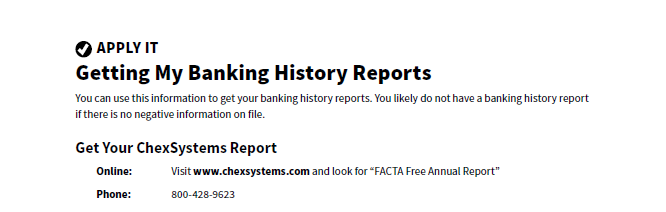 APPLY IT
Getting My Banking History Reports
You can use this information to get your banking history reports. You likely do not have a banking history report
if there is no negative information on file.
Get Your ChexSystems Report
Online: Visit www.chexsystems.com and look for “FACTA Free Annual Report”
Phone: 800-428-9623